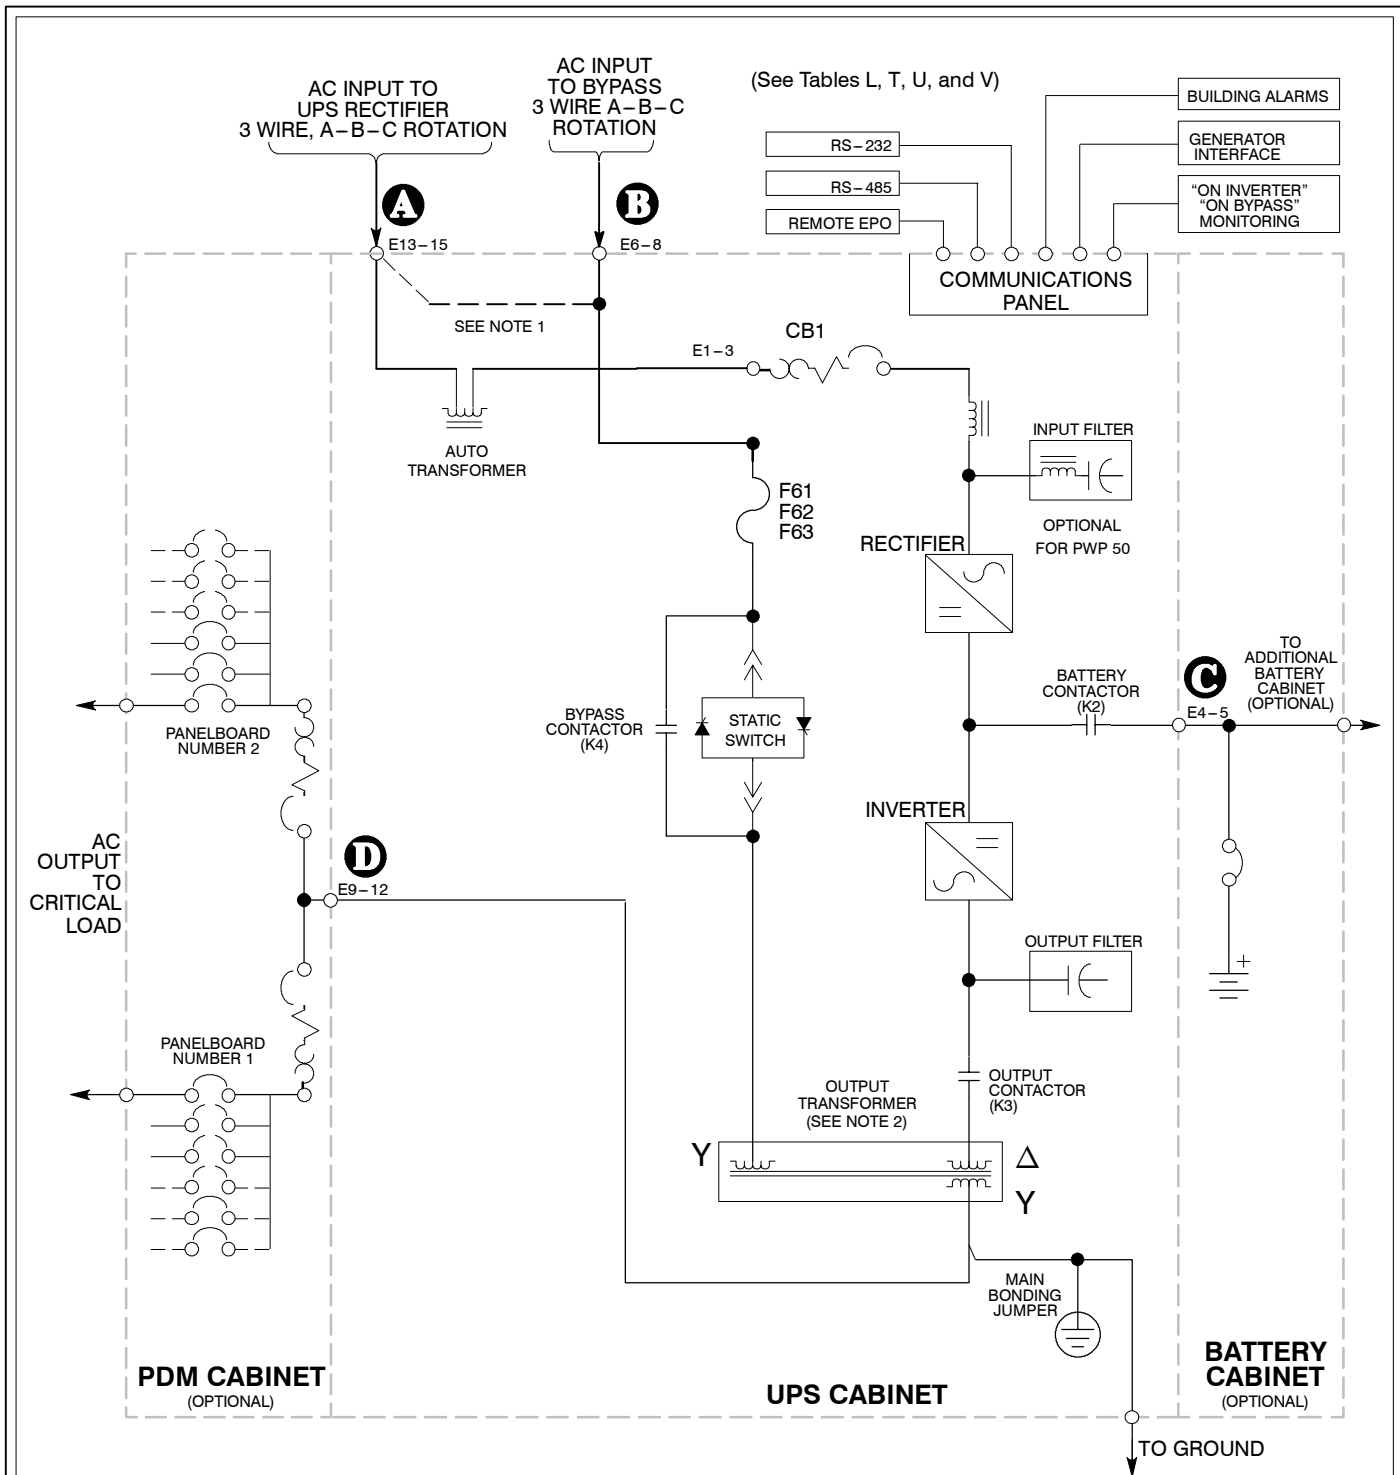 AC INPUT TO
UPS RECTIFIER
3 WIRE, A–B–C ROTATION
AC INPUT
TO BYPASS
3 WIRE A–B–C
ROTATION
(See Tables L, T, U, and V)
RS–232
RS–485
REMOTE EPO
BUILDING ALARMS
GENERATOR
INTERFACE
“ON INVERTER”
“ON BYPASS”
MONITORING
A
B
E13–15
E6–8
COMMUNICATIONS
PANEL
SEE NOTE 1
E1–3
CB1
AUTO
TRANSFORMER
INPUT FILTER
OPTIONAL
FOR PWP 50
F61
F62
F63
RECTIFIER
BATTERY
CONTACTOR
(K2)
C
E4–5
TO
ADDITIONAL
BATTERY
CABINET
(OPTIONAL)
BYPASS
CONTACTOR
(K4)
STATIC
SWITCH
PANELBOARD
NUMBER 2
INVERTER
+
AC
OUTPUT
TO
CRITICAL
LOAD
D
E9–12
OUTPUT FILTER
PANELBOARD
NUMBER 1
OUTPUT
CONTACTOR
(K3)
OUTPUT
TRANSFORMER
(SEE NOTE 2)
Y
Δ
Y
MAIN
BONDING
JUMPER
PDM CABINET
(OPTIONAL)
UPS CABINET
BATTERY
CABINET
(OPTIONAL)
TO GROUND